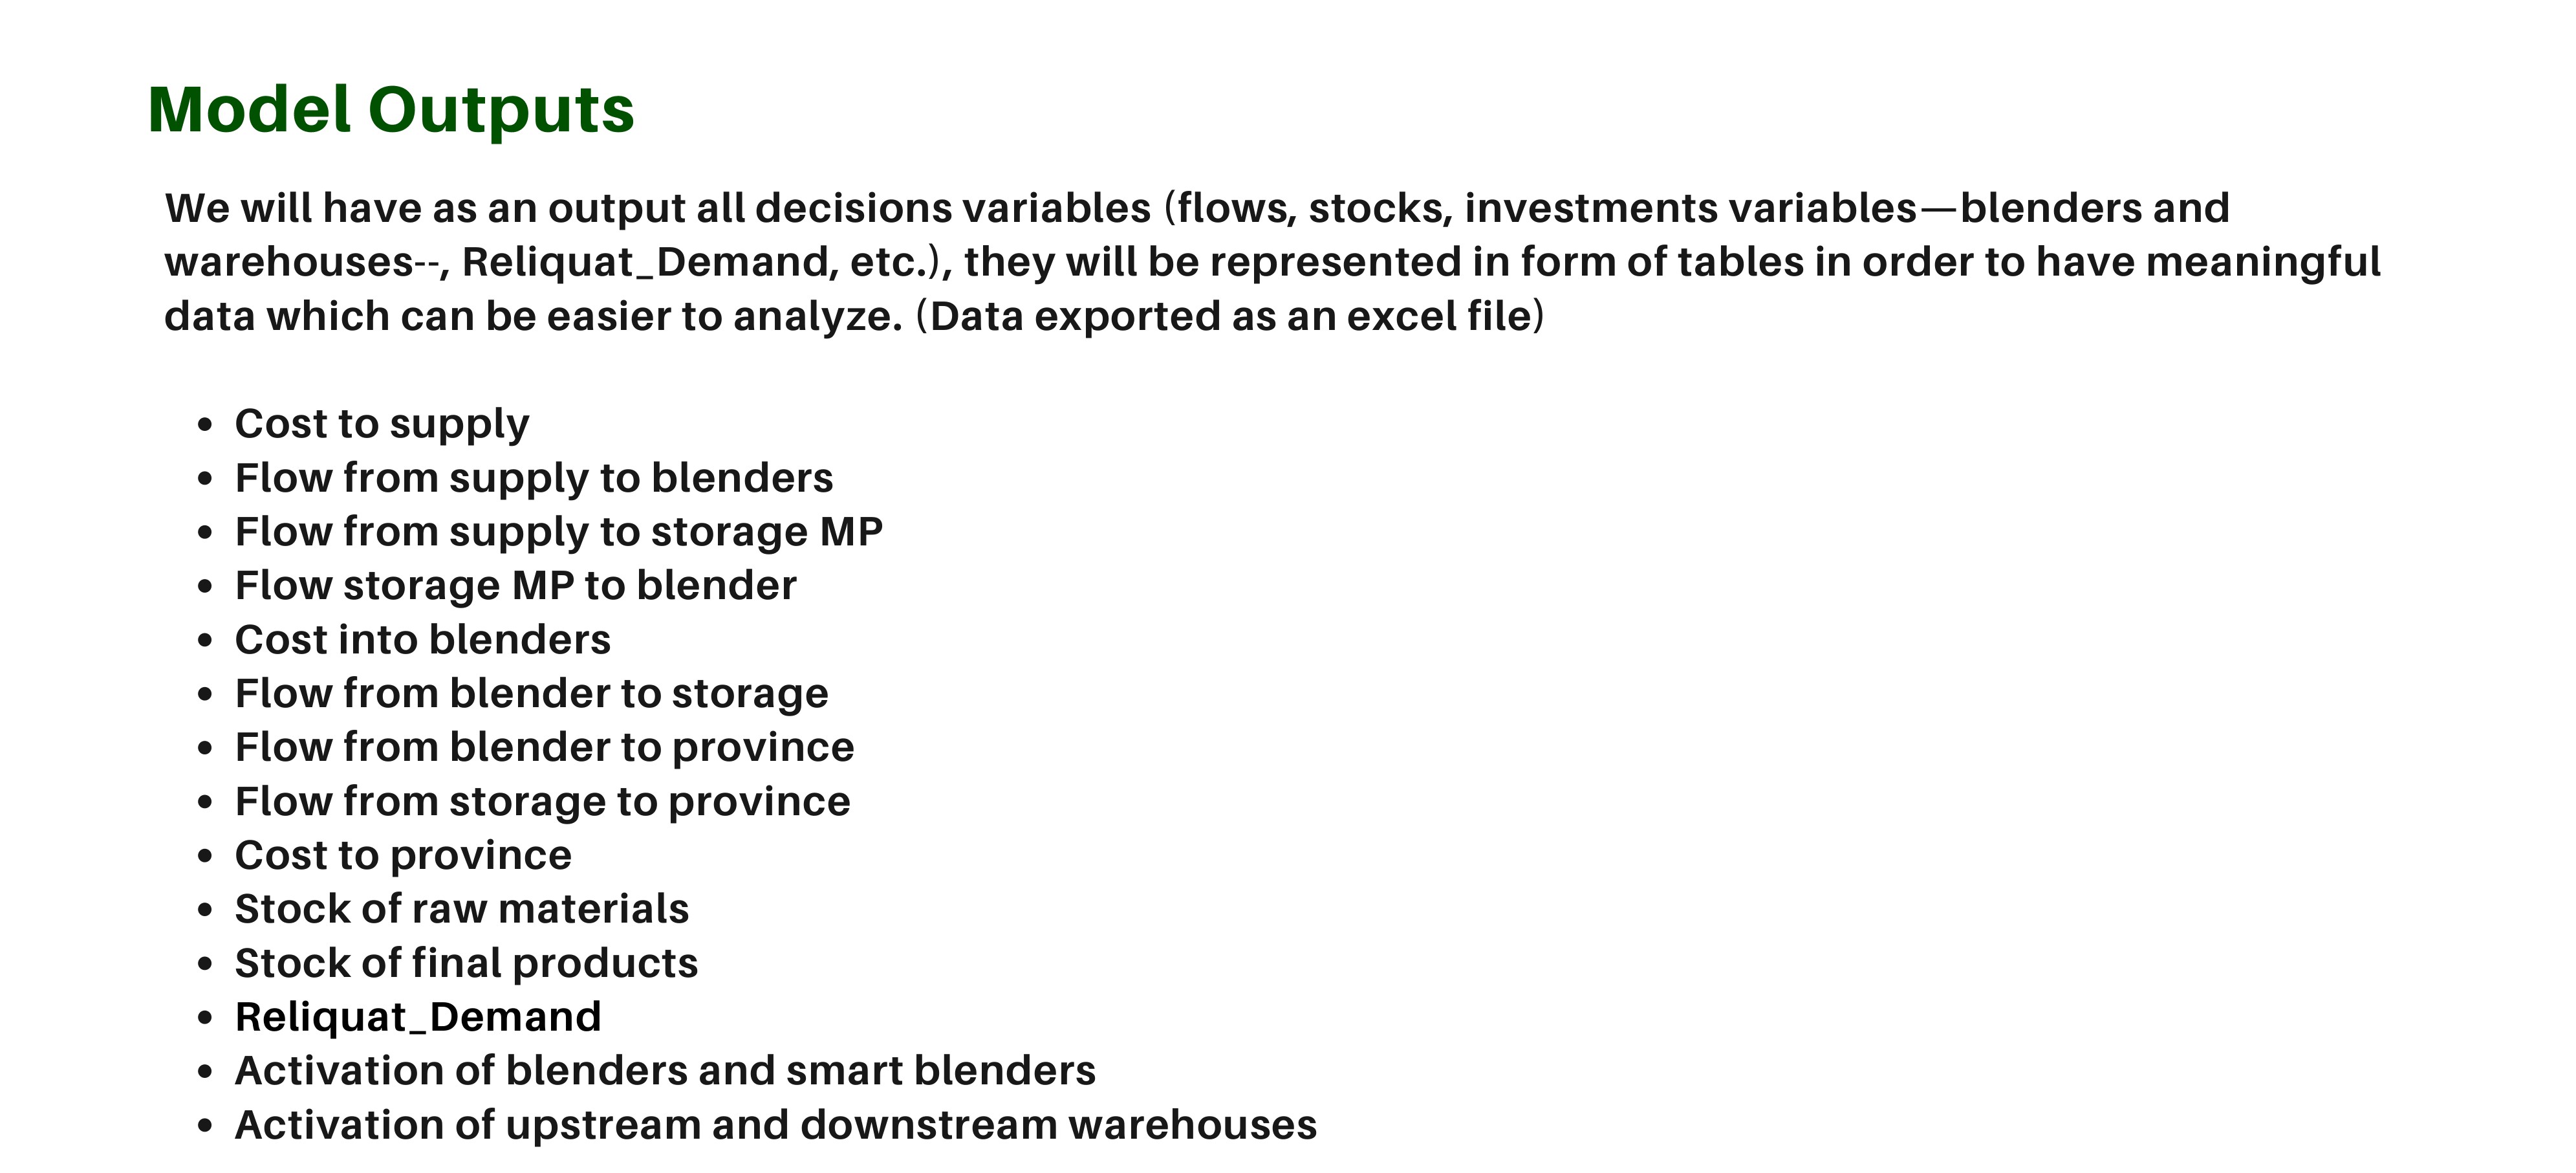 Model Outputs
We will have as an output all decisions variables (flows, stocks, investments variables—blenders and
warehouses--, Reliquat_Demand, etc.), they will be represented in form of tables in order to have meaningful
data which can be easier to analyze. (Data exported as an excel file)
• Cost to supply
• Flow from supply to blenders
• Flow from supply to storage MP
• Flow storage MP to blender
• Cost into blenders
• Flow from blender to storage
• Flow from blender to province
• Flow from storage to province
• Cost to province
• Stock of raw materials
• Stock of final products
• Reliquat_Demand
• Activation of blenders and smart blenders
• Activation of upstream and downstream warehouses